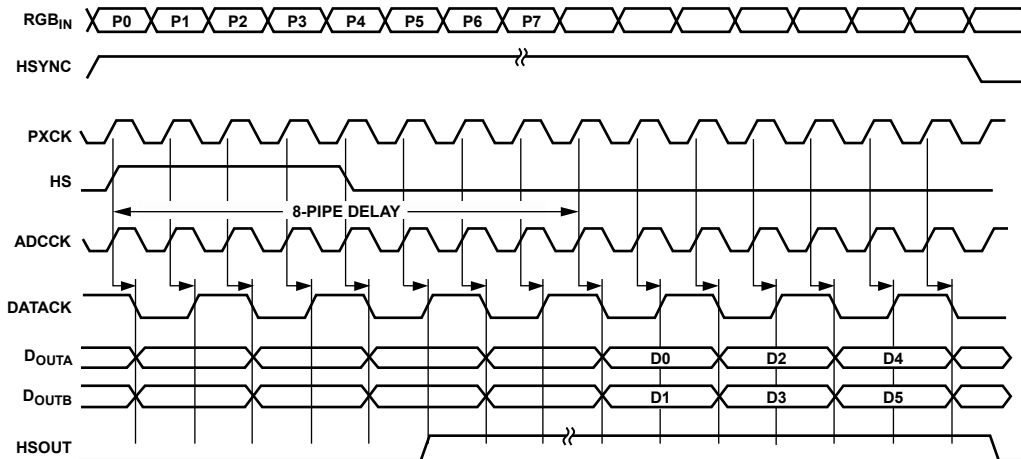 RGBIN P0 P1 P2 P3 P4 P5 P6 P7
HSYNC
PXCK
HS
8-PIPE DELAY
ADCCK
DATACK
DOUTA D0 D2 D4
DOUTB D1 D3 D5
HSOUT